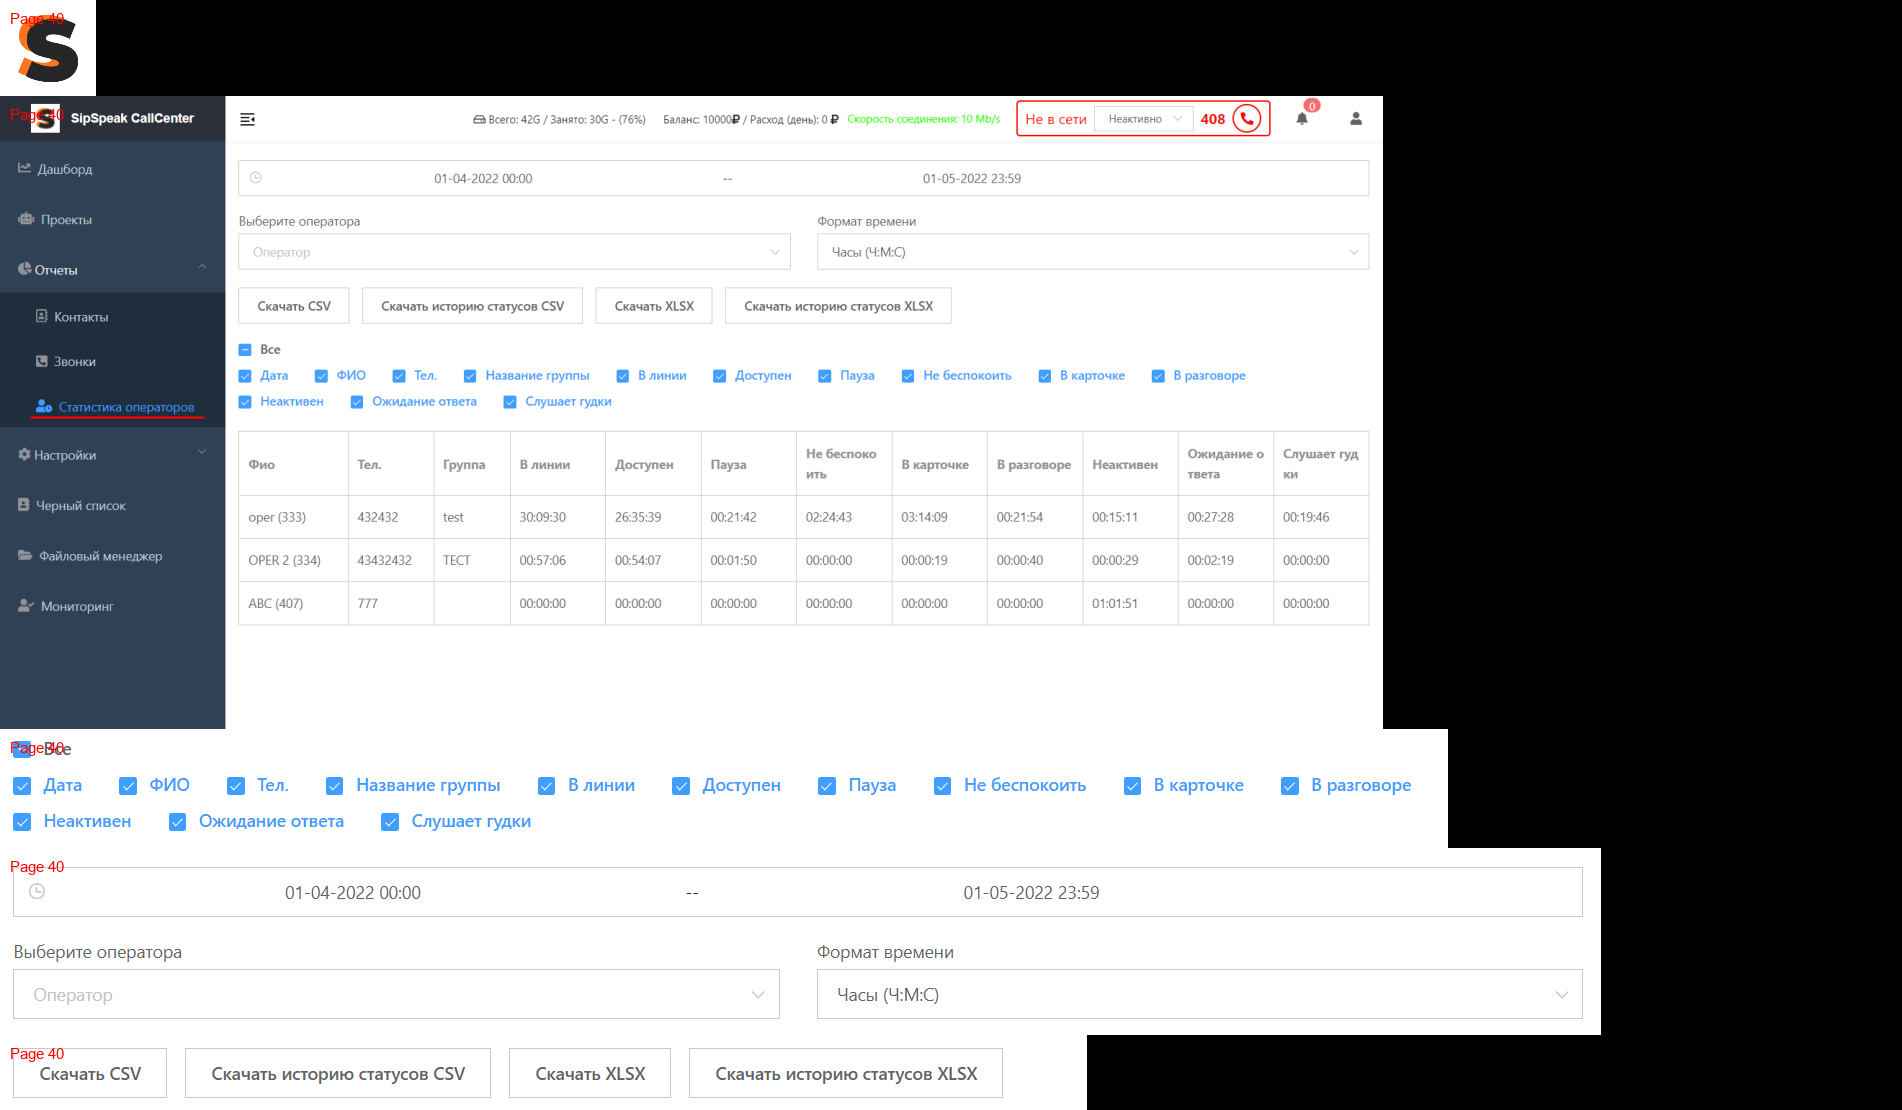 Page 40
Page 40
SipSpeak CallCenter
Всего: 42G / Занято: 30G - (76%) Баланс: 10000₽ / Расход (день): 0 ₽ Скорость соединения: 10 Mb/s Не в сети Неактивно 408 0
Дашборд
Проекты
Отчеты
Контакты
Звонки
Статистика операторов
Настройки
Черный список
Файловый менеджер
Мониторинг
01-04-2022 00:00 -- 01-05-2022 23:59
Выберите оператора Формат времени
Оператор Часы (Ч:М:С)
Скачать CSV Скачать историю статусов CSV Скачать XLSX Скачать историю статусов XLSX
Все
Дата ФИО Тел. Название группы В линии Доступен Пауза Не беспокоить В карточке В разговоре
Неактивен Ожидание ответа Слушает гудки
Фио Тел. Группа В линии Доступен Пауза Не беспоко В карточке В разговоре Неактивен Ожидание о Слушает гуд
ить твета ки
oper (333) 432432 test 30:09:30 26:35:39 00:21:42 02:24:43 03:14:09 00:21:54 00:15:11 00:27:28 00:19:46
OPER 2 (334) 43432432 ТЕСТ 00:57:06 00:54:07 00:01:50 00:00:00 00:00:19 00:00:40 00:00:29 00:02:19 00:00:00
ABC (407) 777 00:00:00 00:00:00 00:00:00 00:00:00 00:00:00 00:00:00 01:01:51 00:00:00 00:00:00
Page 40
Все
Дата ФИО Тел. Название группы В линии Доступен Пауза Не беспокоить В карточке В разговоре
Неактивен Ожидание ответа Слушает гудки
Page 40
01-04-2022 00:00 -- 01-05-2022 23:59
Выберите оператора Формат времени
Оператор Часы (Ч:М:С)
Page 40
Скачать CSV Скачать историю статусов CSV Скачать XLSX Скачать историю статусов XLSX